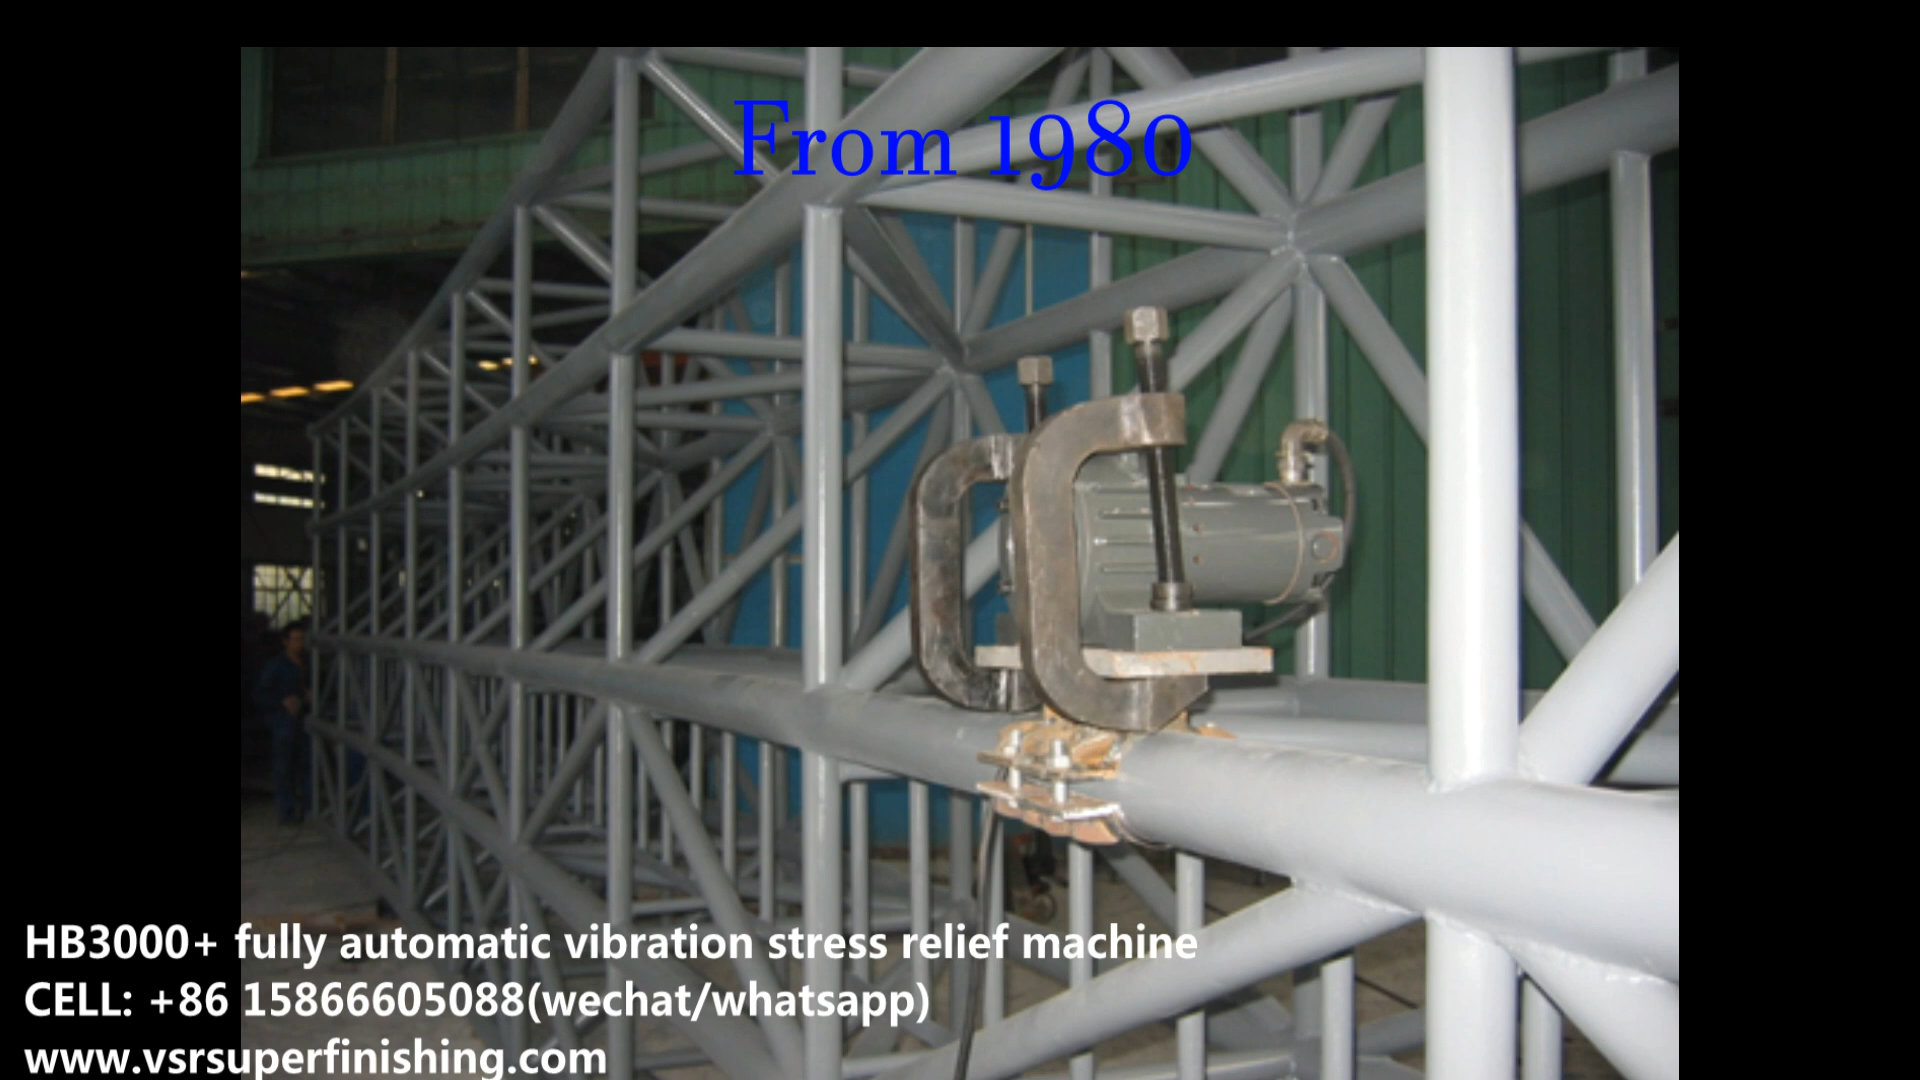 From 1980
HB3000+ fully automatic vibration stress relief machine
CELL: +86 15866605088(wechat/whatsapp)
www.vsrsuperfinishing.com